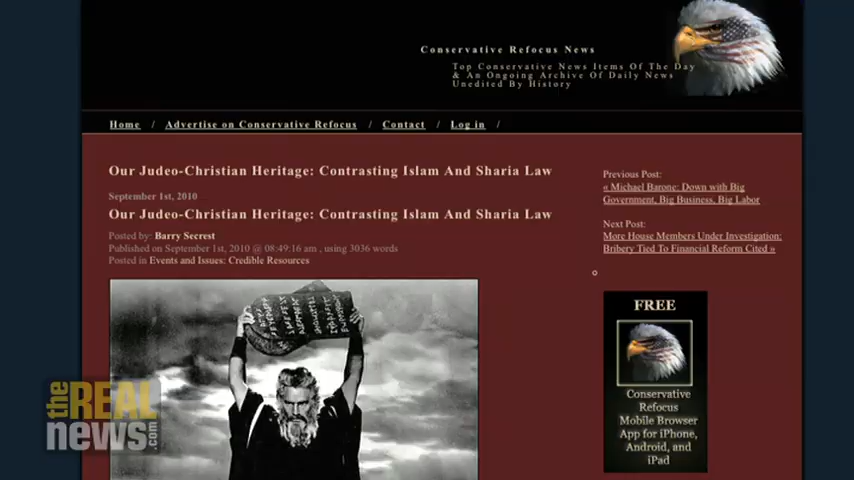 Conservative Refocus News
Top Conservative News Items Of The Day
& An Ongoing Archive Of Daily News
Unedited By History
Home / Advertise on Conservative Refocus / Contact / Log in /
Our Judeo-Christian Heritage: Contrasting Islam And Sharia Law
September 1st, 2010
Our Judeo-Christian Heritage: Contrasting Islam And Sharia Law
Posted by: Barry Secrest
Published on September 1st, 2010 @ 08:49:16 am , using 3036 words
Posted in Events and Issues: Credible Resources
Previous Post:
« Michael Barone: Down with Big
Government, Big Business, Big Labor
Next Post:
More House Members Under Investigation:
Bribery Tied To Financial Reform Cited »
FREE
Conservative
Refocus
Mobile Browser
App for iPhone,
Android, and
iPad
the REAL
news.com